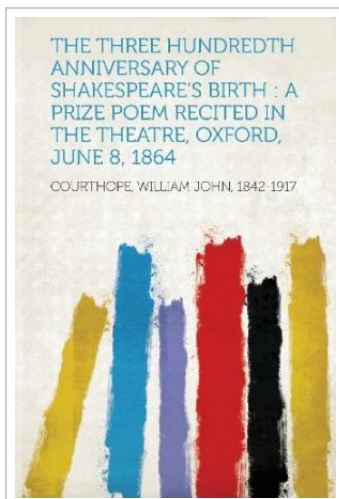 THE THREE HUNDREDTH
ANNIVERSARY OF
SHAKESPEARE'S BIRTH : A
PRIZE POEM RECITED IN
THE THEATRE, OXFORD,
JUNE 8, 1864
COURTHOPE, WILLIAM JOHN, 1842-1917